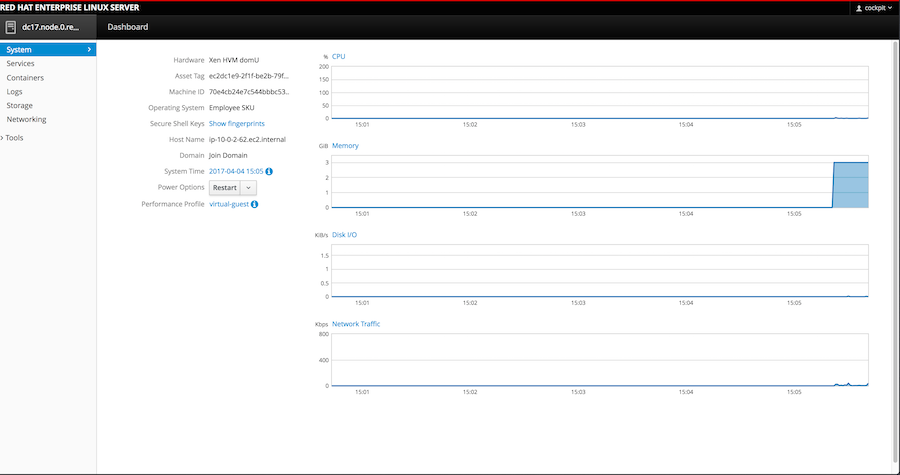 RED HAT ENTERPRISE LINUX SERVER
cockpit
dc17.node.0.re...
Dashboard
System
Services
Containers
Logs
Storage
Networking
Tools
Hardware Xen HVM domU
Asset Tag ec2dc1e9-2f1f-be2b-79f...
Machine ID 70e4cb24e7c544bbbc53...
Operating System Employee SKU
Secure Shell Keys Show fingerprints
Host Name ip-10-0-2-62.ec2.internal
Domain Join Domain
System Time 2017-04-04 15:05
Power Options Restart
Performance Profile virtual-guest
% CPU
200
150
100
50
0
15:01 15:02 15:03 15:04 15:05
GiB Memory
3
2
1
0
15:01 15:02 15:03 15:04 15:05
KiB/s Disk I/O
1.5
1
0.5
0
15:01 15:02 15:03 15:04 15:05
Kbps Network Traffic
800
400
0
15:01 15:02 15:03 15:04 15:05